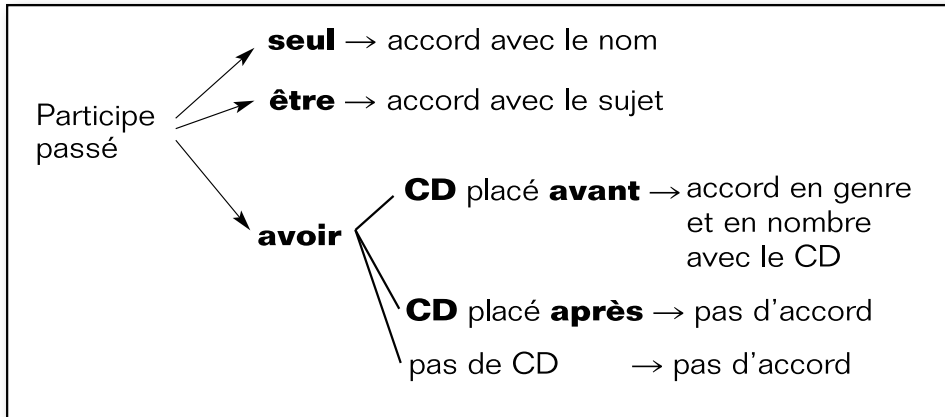 seul → accord avec le nom
être → accord avec le sujet
Participe
passé
avoir
CD placé avant → accord en genre
et en nombre
avec le CD
CD placé après → pas d'accord
pas de CD → pas d'accord